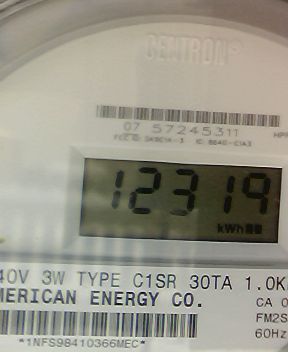 CENTRON®
07 57245311
12319
kWh
40V 3W TYPE C1SR 30TA 1.0K
MERICAN ENERGY CO.
CA 0
FM2S
60Hz
*1NFS98410366MEC*